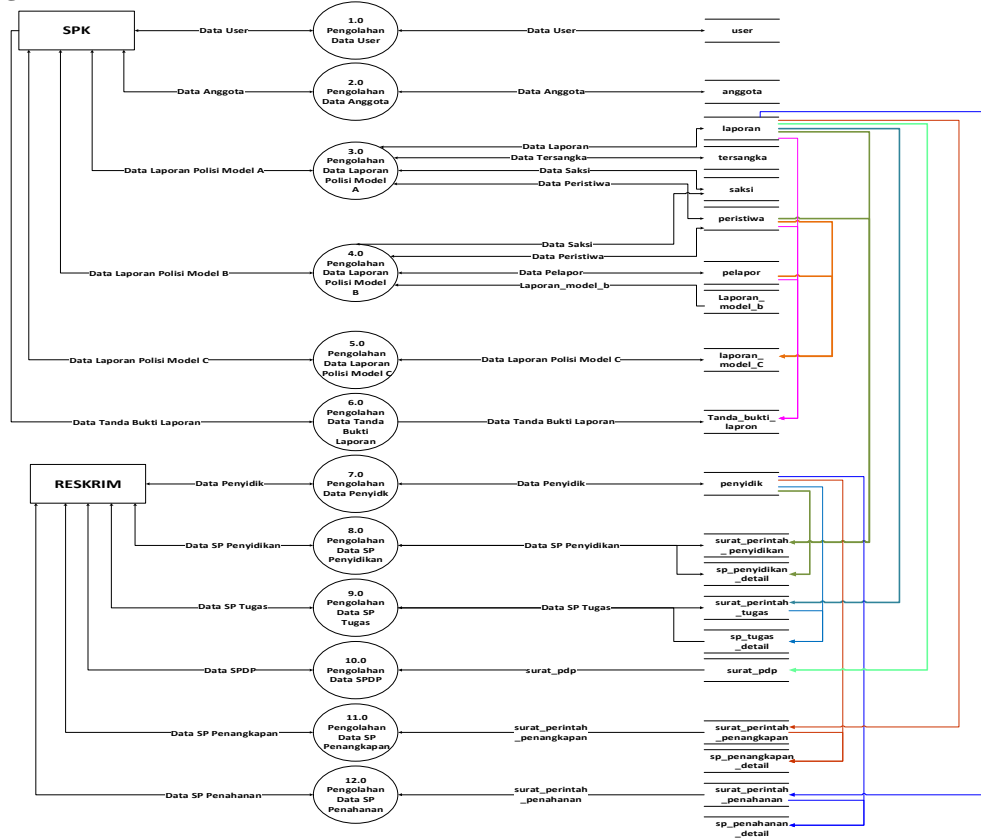 SPK
Data User
1.0
Pengolahan
Data User
Data User
user
Data Anggota
2.0
Pengolahan
Data Anggota
Data Anggota
anggota
Data Laporan Polisi Model A
3.0
Pengolahan
Data Laporan
Polisi Model
A
Data Laporan
Data Tersangka
Data Saksi
Data Peristiwa
laporan
tersangka
saksi
peristiwa
Data Laporan Polisi Model B
4.0
Pengolahan
Data Laporan
Polisi Model
B
Data Saksi
Data Peristiwa
Data Pelapor
Laporan_model_b
pelapor
Laporan_
model_b
Data Laporan Polisi Model C
5.0
Pengolahan
Data Laporan
Polisi Model C
Data Laporan Polisi Model C
laporan_
model_C
Data Tanda Bukti Laporan
6.0
Pengolahan
Data Tanda
Bukti
Laporan
Data Tanda Bukti Laporan
Tanda_bukti_
lapron
RESKRIM
Data Penyidik
7.0
Pengolahan
Data Penyidk
Data Penyidik
penyidik
Data SP Penyidikan
8.0
Pengolahan
Data SP
Penyidikan
Data SP Penyidikan
surat_perintah
_ penyidikan
sp_penyidikan
_detail
Data SP Tugas
9.0
Pengolahan
Data SP
Tugas
Data SP Tugas
surat_perintah
_tugas
sp_tugas
_detail
Data SPDP
10.0
Pengolahan
Data SPDP
surat_pdp
surat_pdp
Data SP Penangkapan
11.0
Pengolahan
Data SP
Penangkapan
surat_perintah
_penangkapan
surat_perintah
_penangkapan
sp_penangkapan
_detail
Data SP Penahanan
12.0
Pengolahan
Data SP
Penahanan
surat_perintah
_penahanan
surat_perintah
_penahanan
sp_penahanan
_detail